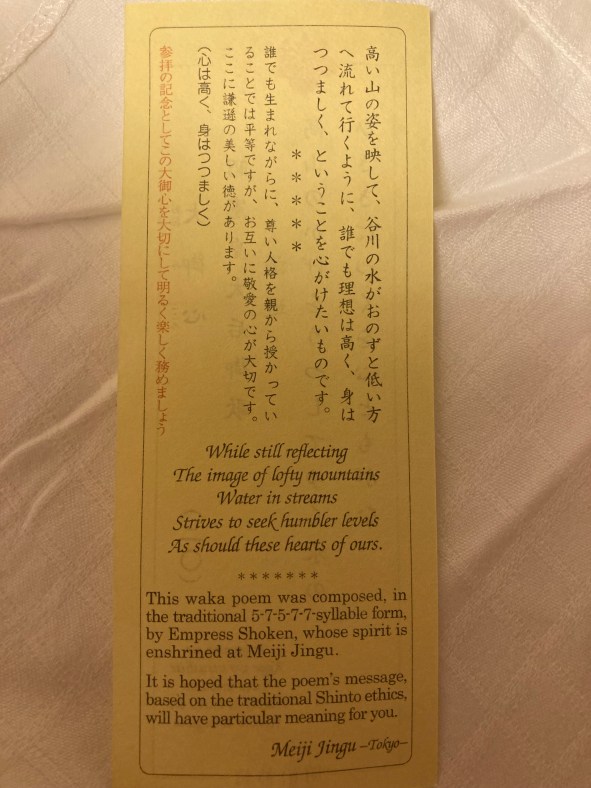 高い山の姿を映して、谷川の水がおのずと低い方
へ流れて行くように、誰でも理想は高く、身は
つつましく、ということを心がけたいものです。
＊＊＊＊＊
誰でも生まれながらに、尊い人格を親から授かってい
ることでは平等ですが、お互いに敬愛の心が大切です。
ここに謙遜の美しい徳があります。
（心は高く、身はつつましく）
参拝の記念としてこの大御心を大切にして明るく楽しく務めましょう
While still reflecting
The image of lofty mountains
Water in streams
Strives to seek humbler levels
As should these hearts of ours.
*******
This waka poem was composed, in
the traditional 5-7-5-7-7-syllable form,
by Empress Shoken, whose spirit is
enshrined at Meiji Jingu.
It is hoped that the poem's message,
based on the traditional Shinto ethics,
will have particular meaning for you.
Meiji Jingu –Tokyo–